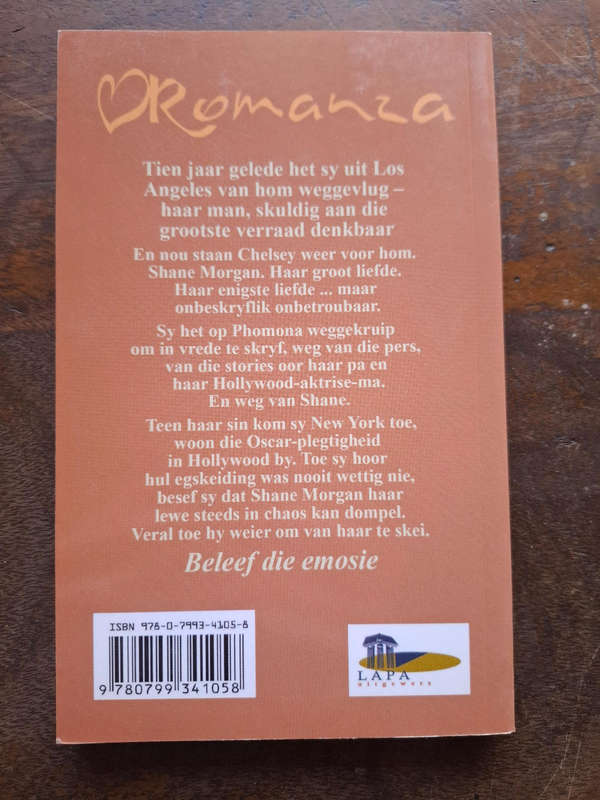 Romanza
Tien jaar gelede het sy uit Los
Angeles van hom weggevlug –
haar man, skuldig aan die
grootste verraad denkbaar
En nou staan Chelsey weer voor hom.
Shane Morgan. Haar groot liefde.
Haar enigste liefde ... maar
onbeskryflik onbetroubaar.
Sy het op Phomona weggekruip
om in vrede te skryf, weg van die pers,
van die stories oor haar pa en
haar Hollywood-aktrise-ma.
En weg van Shane.
Teen haar sin kom sy New York toe,
woon die Oscar-plegtigheid
in Hollywood by. Toe sy hoor
hul egskeiding was nooit wettig nie,
besef sy dat Shane Morgan haar
lewe steeds in chaos kan dompel.
Veral toe hy weier om van haar te skei.
Beleef die emosie
ISBN 978-0-7993-4105-8
9 780799 341058
LAPA
uitgewers